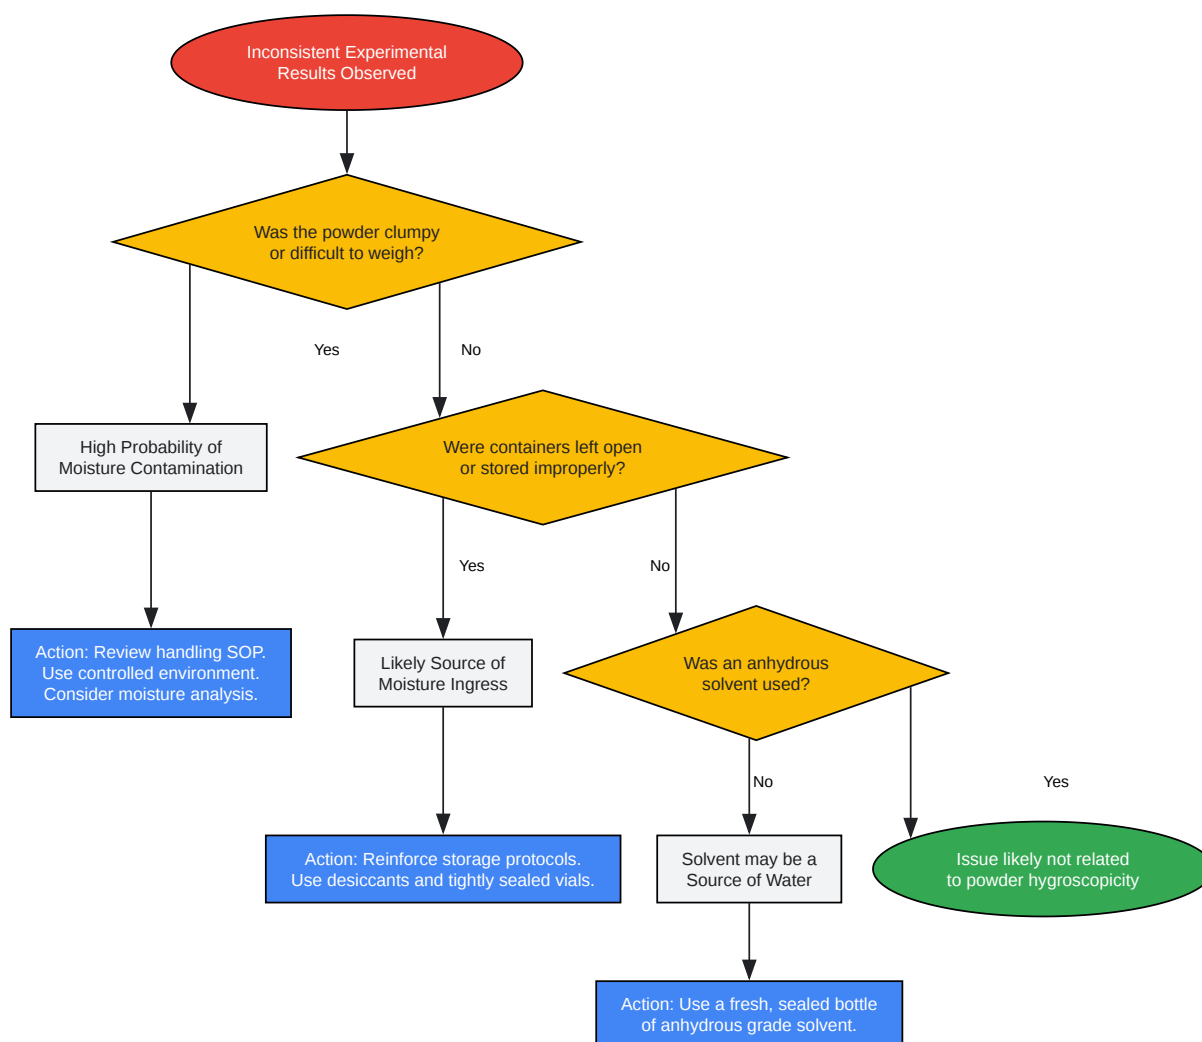 Inconsistent Experimental
Results Observed
Was the powder clumpy
or difficult to weigh?
Yes
No
High Probability of
Moisture Contamination
Were containers left open
or stored improperly?
Yes
No
Action: Review handling SOP.
Use controlled environment.
Consider moisture analysis.
Likely Source of
Moisture Ingress
Was an anhydrous
solvent used?
No
Yes
Action: Reinforce storage protocols.
Use desiccants and tightly sealed vials.
Solvent may be a
Source of Water
Issue likely not related
to powder hygroscopicity
Action: Use a fresh, sealed bottle
of anhydrous grade solvent.